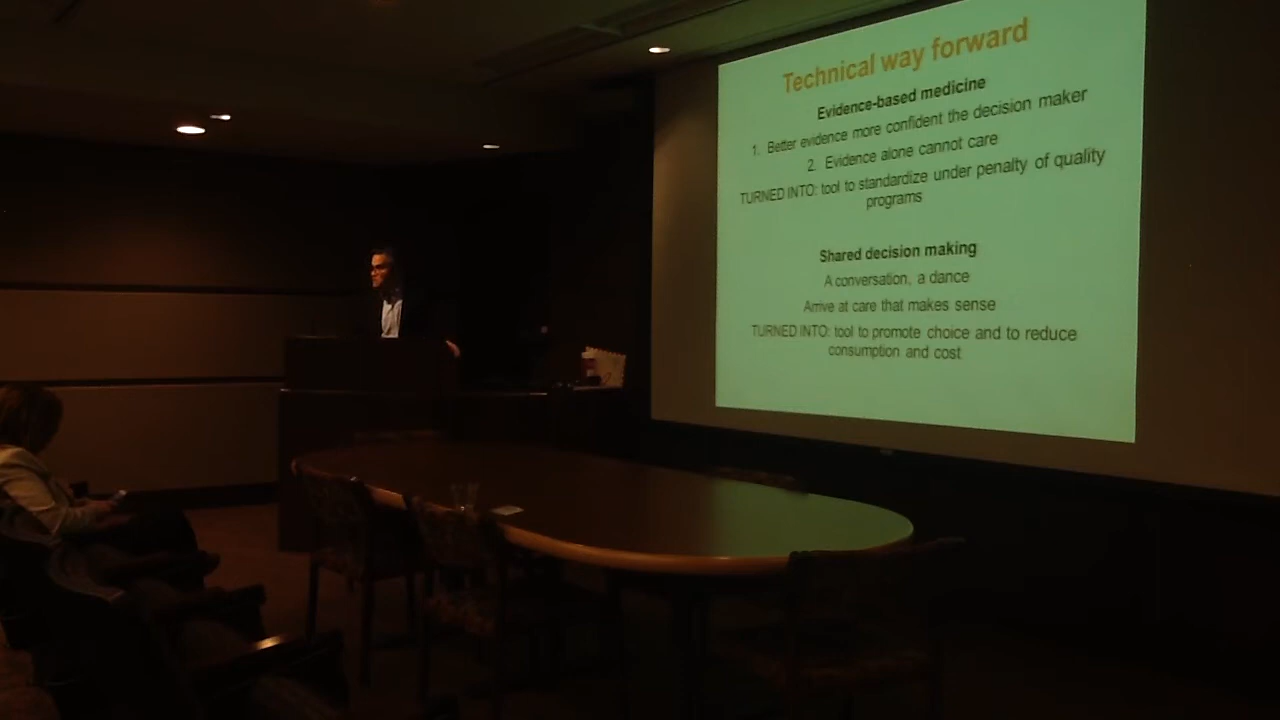 Technical way forward
Evidence-based medicine
1. Better evidence more confident the decision maker
2. Evidence alone cannot care
TURNED INTO: tool to standardize under penalty of quality
programs
Shared decision making
A conversation, a dance
Arrive at care that makes sense
TURNED INTO: tool to promote choice and to reduce
consumption and cost